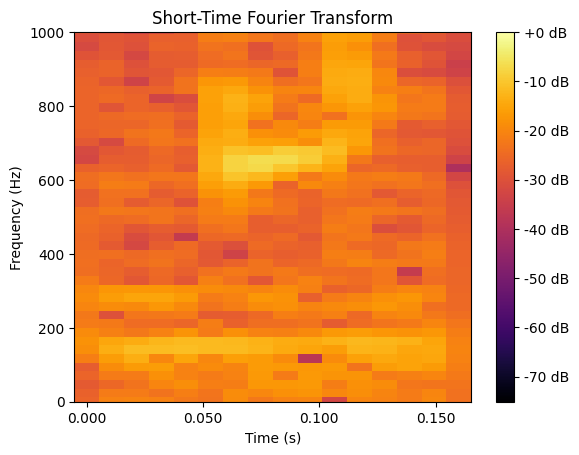 Short-Time Fourier Transform
1000
800
600
400
200
0
Frequency (Hz)
0.000
0.050
0.100
0.150
Time (s)
+0 dB
-10 dB
-20 dB
-30 dB
-40 dB
-50 dB
-60 dB
-70 dB